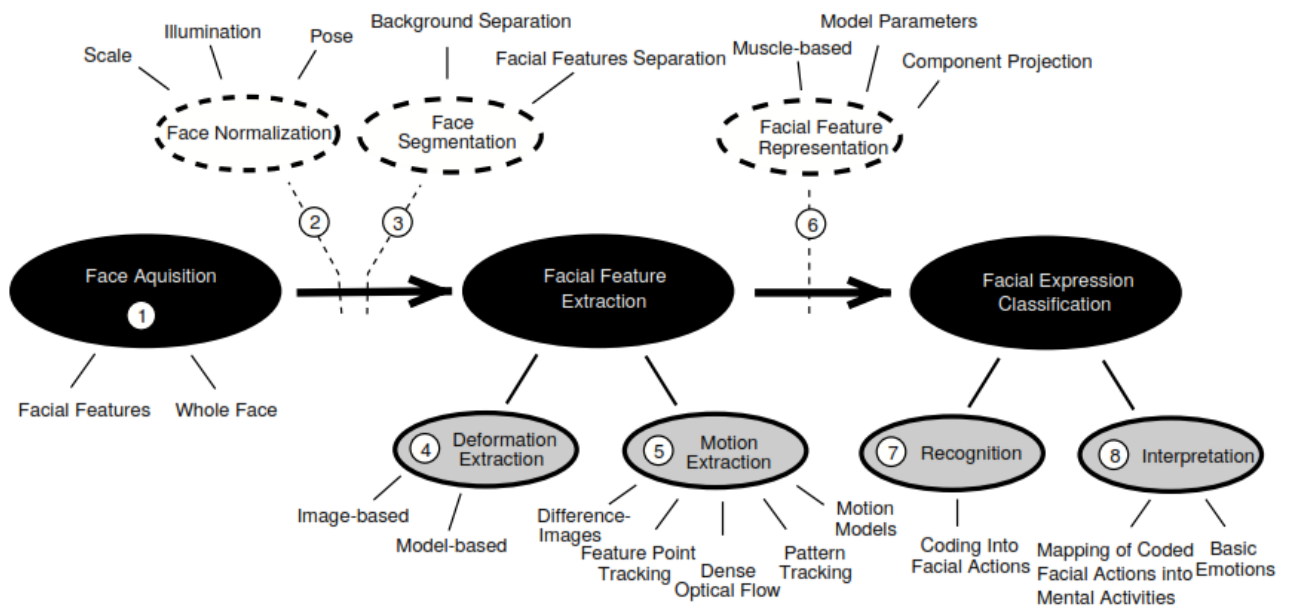 Background Separation
Model Parameters
Illumination
Pose
Muscle-based
Scale
Facial Features Separation
Component Projection
Face Normalization
Face
Segmentation
Facial Feature
Representation
2
3
6
Face Aquisition
1
Facial Feature
Extraction
Facial Expression
Classification
Facial Features
Whole Face
4
Deformation
Extraction
5
Motion
Extraction
7
Recognition
8
Interpretation
Image-based
Model-based
Difference-
Images
Feature Point
Tracking
Dense
Optical Flow
Pattern
Tracking
Motion
Models
Coding Into
Facial Actions
Mapping of Coded
Facial Actions into
Mental Activities
Basic
Emotions